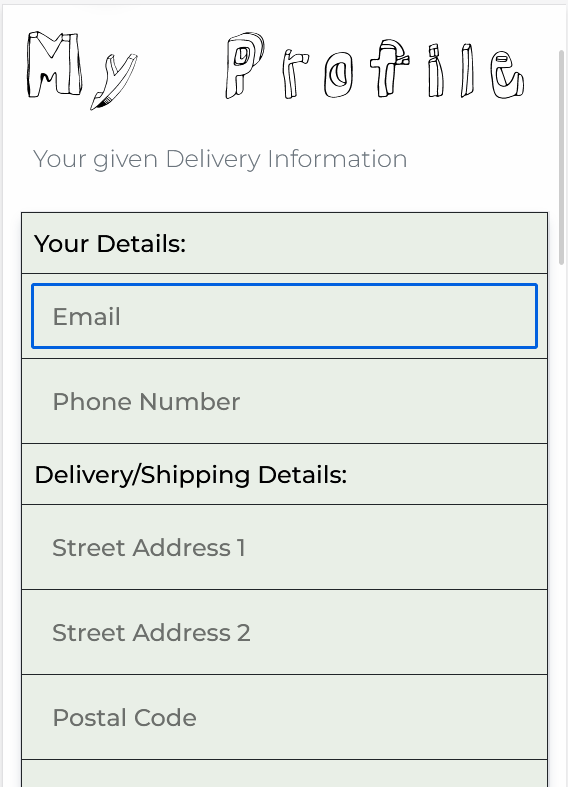 My Profile
Your given Delivery Information
Your Details:
Email
Phone Number
Delivery/Shipping Details:
Street Address 1
Street Address 2
Postal Code